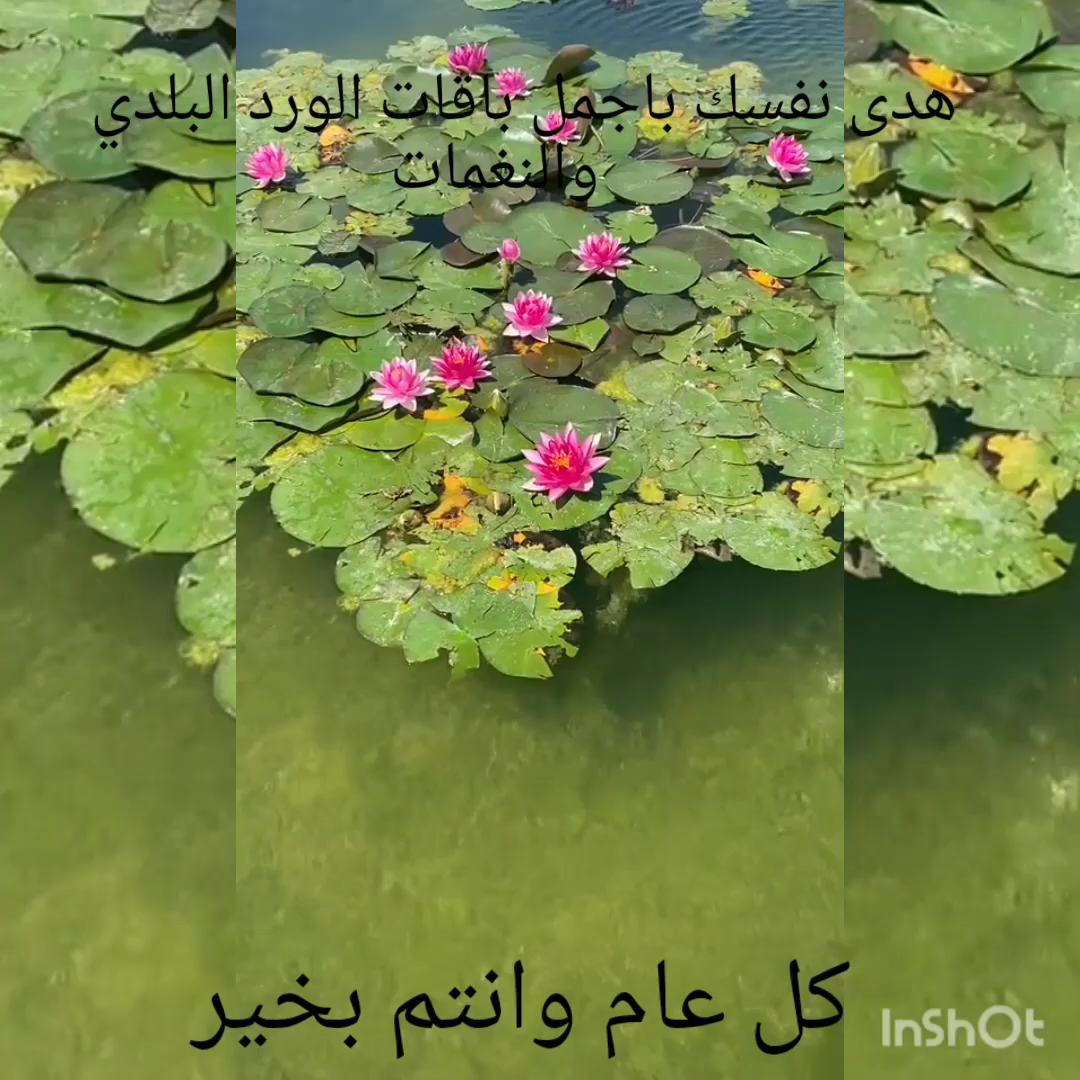 هدى نفسك باجمل باقات الورد البلدي
والنغمات
كل عام وانتم بخير
InShOt